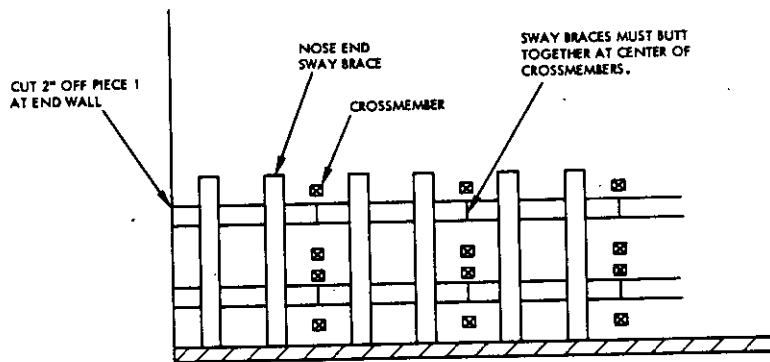 NOSE END
SWAY BRACE
SWAY BRACES MUST BUTT
TOGETHER AT CENTER OF
CROSSMEMBERS.
CUT 2" OFF PIECE 1
AT END WALL
CROSSMEMBER